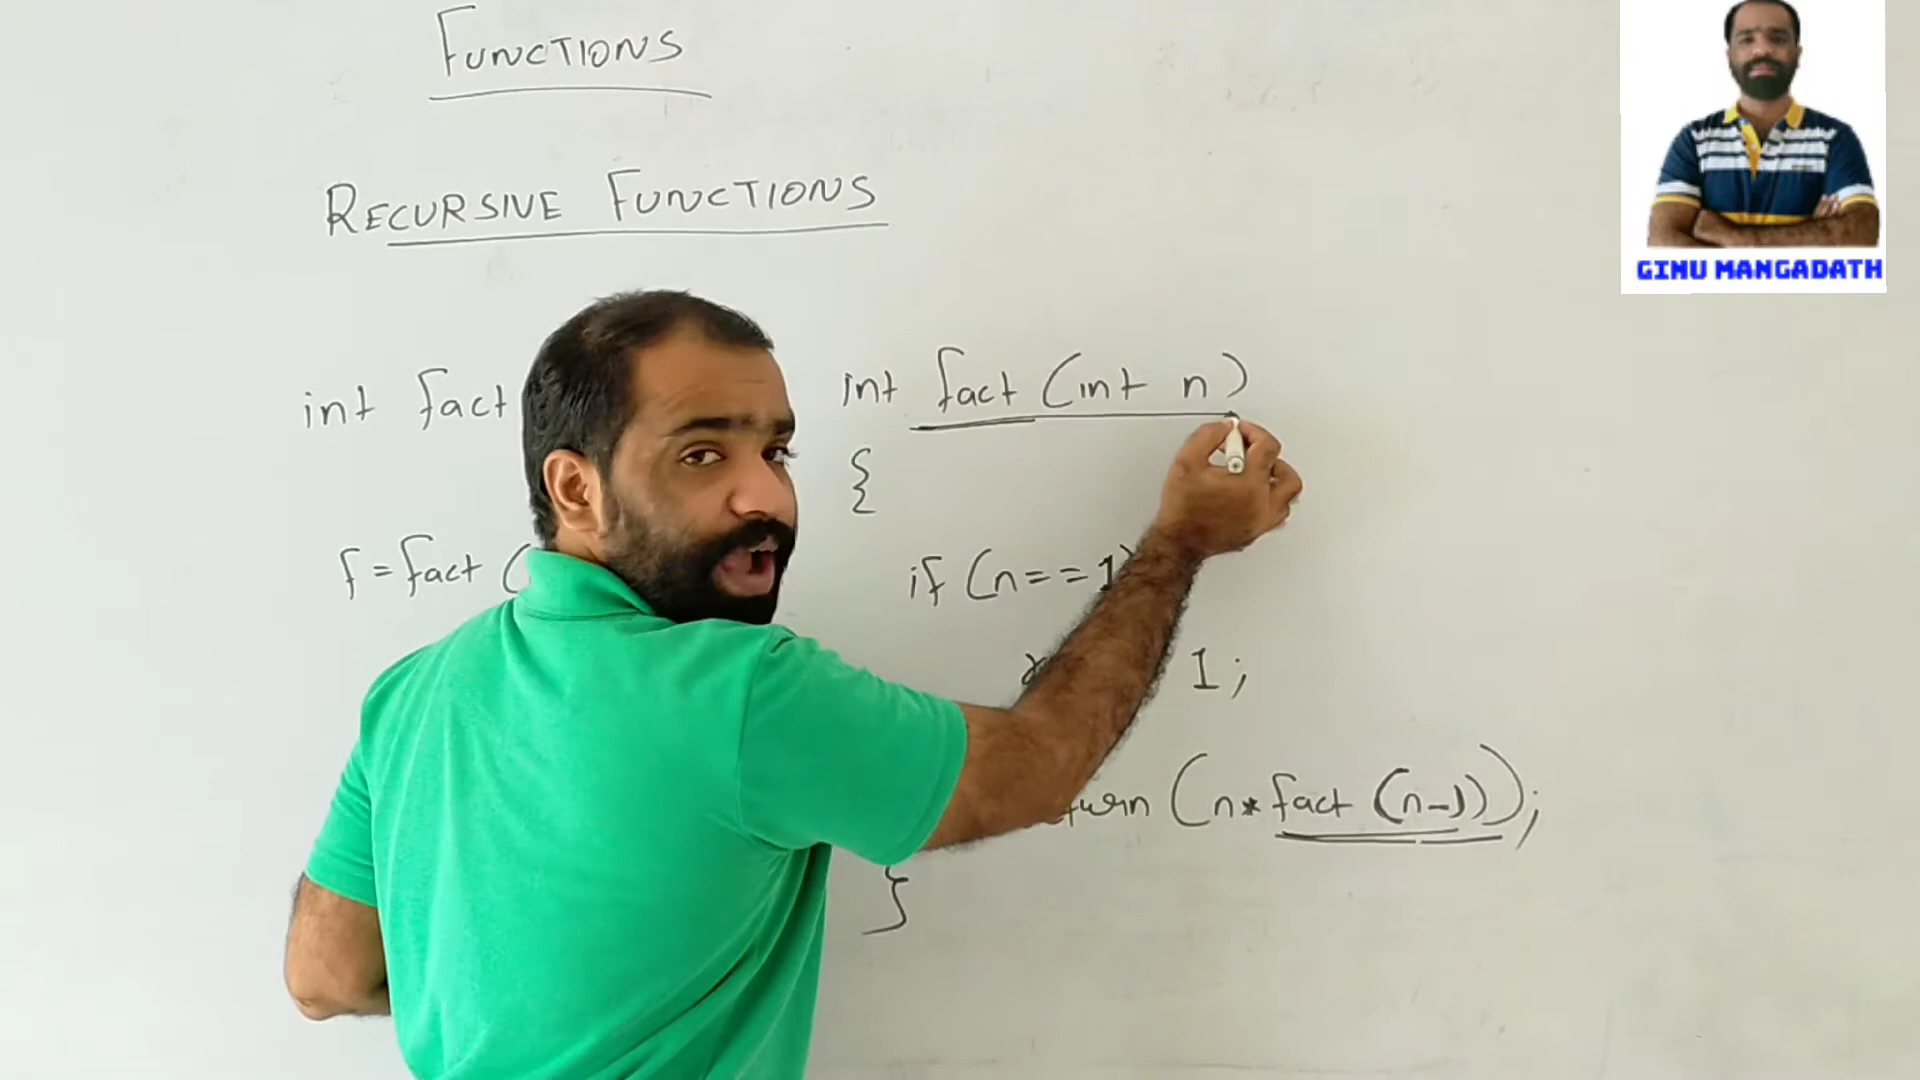 FUNCTIONS
RECURSIVE FUNCTIONS
int fact
f=fact (
int fact (int n)
{
if (n==1)
1;
(n*fact (n-1));
}
GINU MANGADATH